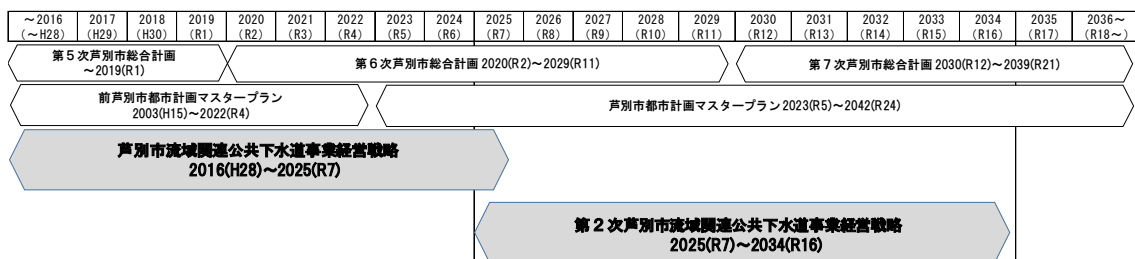 ～2016 2017 2018 2019 2020 2021 2022 2023 2024 2025 2026 2027 2028 2029 2030 2031 2032 2033 2034 2035 2036～
(～H28) (H29) (H30) (R1) (R2) (R3) (R4) (R5) (R6) (R7) (R8) (R9) (R10) (R11) (R12) (R13) (R14) (R15) (R16) (R17) (R18～)
第５次芦別市総合計画
～2019(R1)
第６次芦別市総合計画 2020(R2)～2029(R11)
第７次芦別市総合計画 2030(R12)～2039(R21)
前芦別市都市計画マスタープラン
2003(H15)～2022(R4)
芦別市都市計画マスタープラン 2023(R5)～2042(R24)
芦別市流域関連公共下水道事業経営戦略
2016(H28)～2025(R7)
第２次芦別市流域関連公共下水道事業経営戦略
2025(R7)～2034(R16)